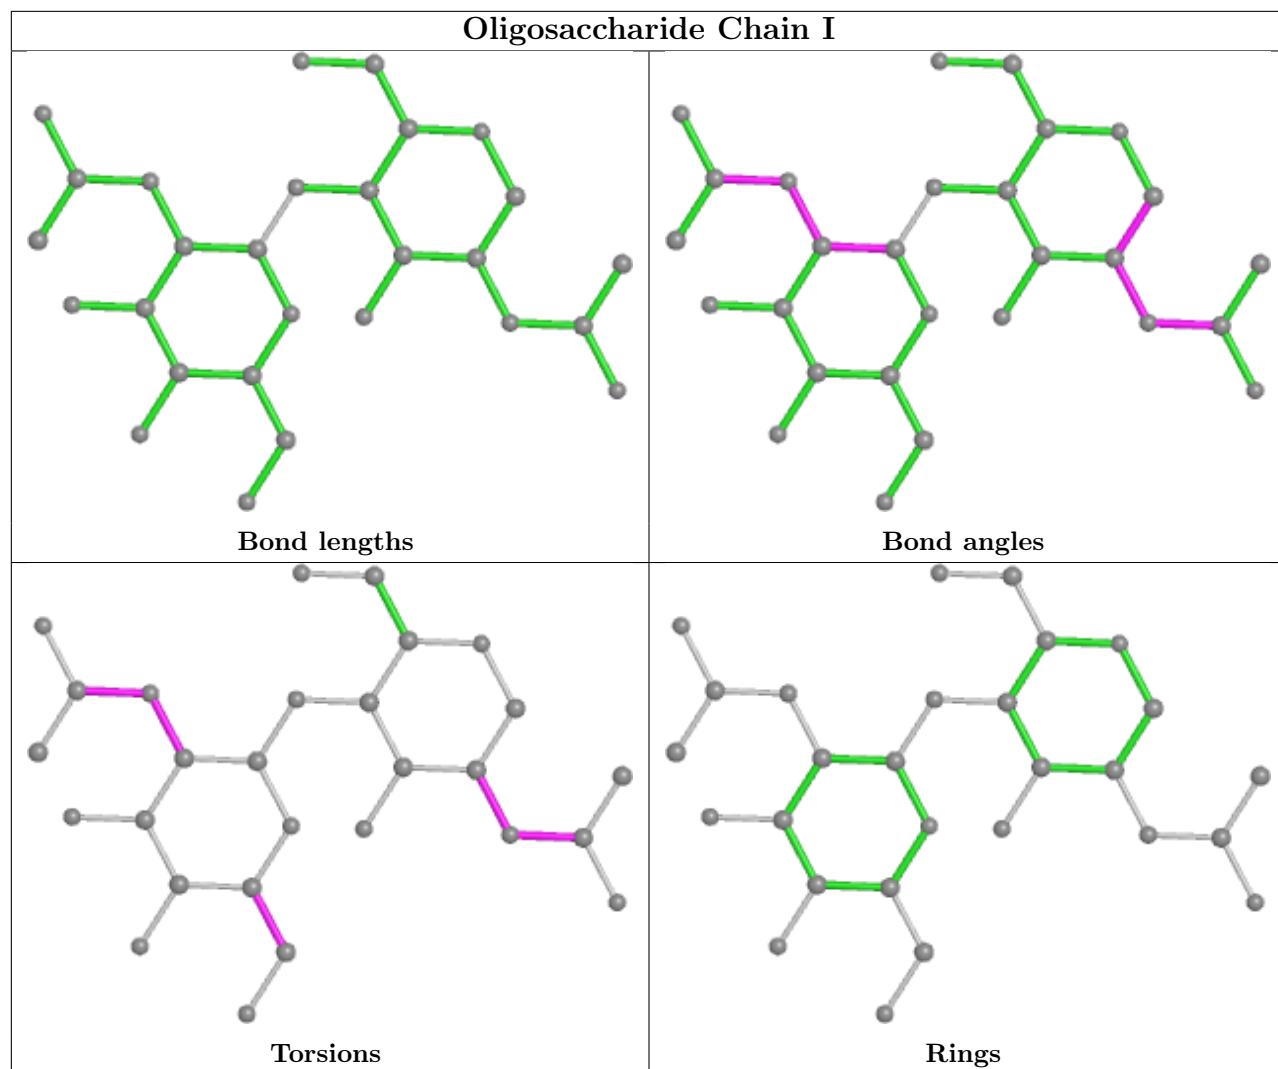 Oligosaccharide Chain I
Bond lengths
Bond angles
Torsions
Rings